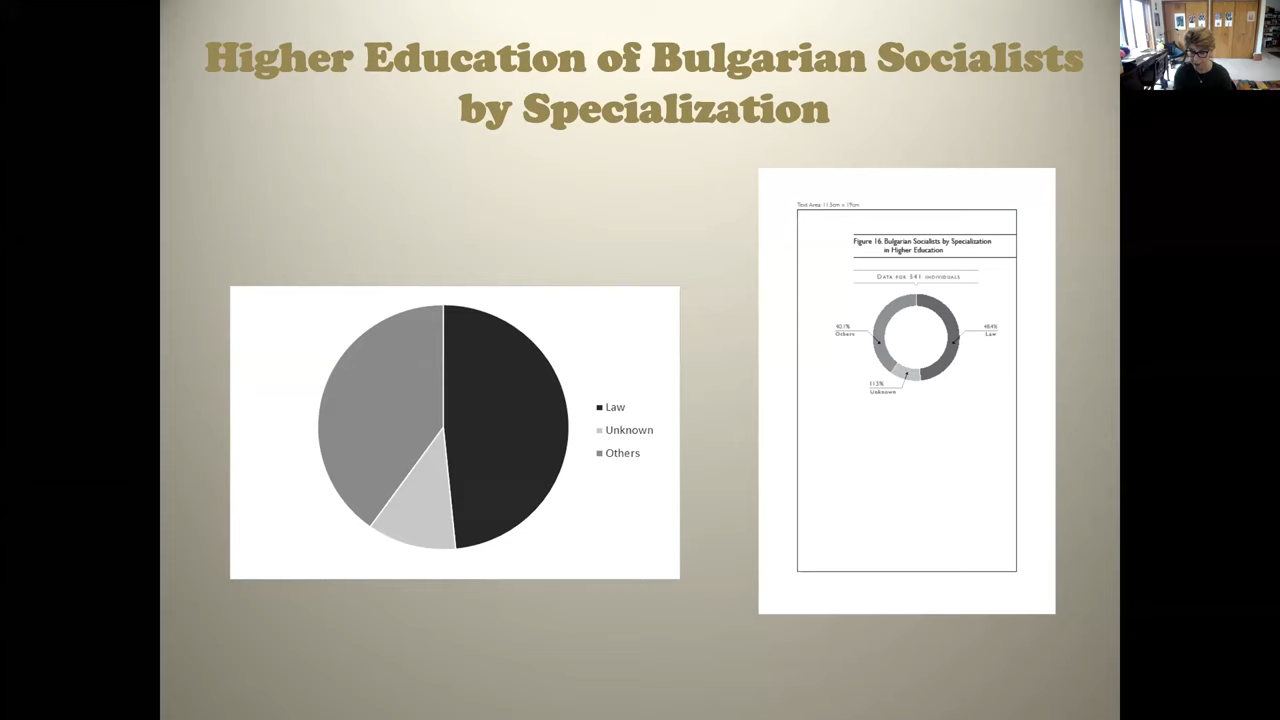 Higher Education of Bulgarian Socialists
by Specialization
Law
Unknown
Others
Text Area 11.5cm x 19cm
Figure 16. Bulgarian Socialists by Specialization
in Higher Education
DATA FOR 541 INDIVIDUALS
40.1%
Others
48.4%
Law
11.5%
Unknown